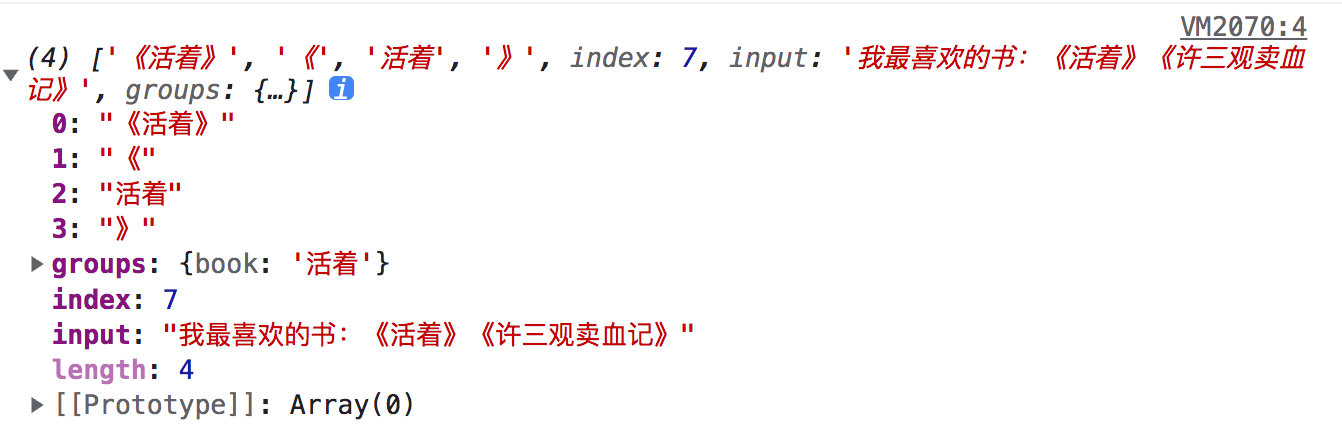 VM2070:4
(4) ['《活着》', '《', '活着', '》', index: 7, input: '我最喜欢的书：《活着》《许三观卖血
记》', groups: {…}] i
0: "《活着》"
1: "《"
2: "活着"
3: "》"
groups: {book: '活着'}
index: 7
input: "我最喜欢的书：《活着》《许三观卖血记》"
length: 4
[[Prototype]]: Array(0)